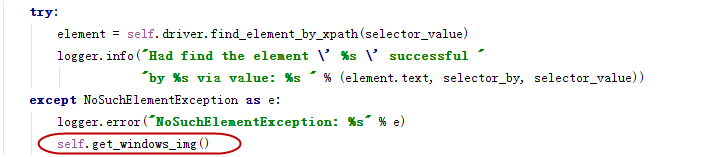 try:
element = self.driver.find_element_by_xpath(selector_value)
logger.info("Had find the element \' %s \' successful "
"by %s via value: %s " % (element.text, selector_by, selector_value))
except NoSuchElementException as e:
logger.error("NoSuchElementException: %s" % e)
self.get_windows_img()